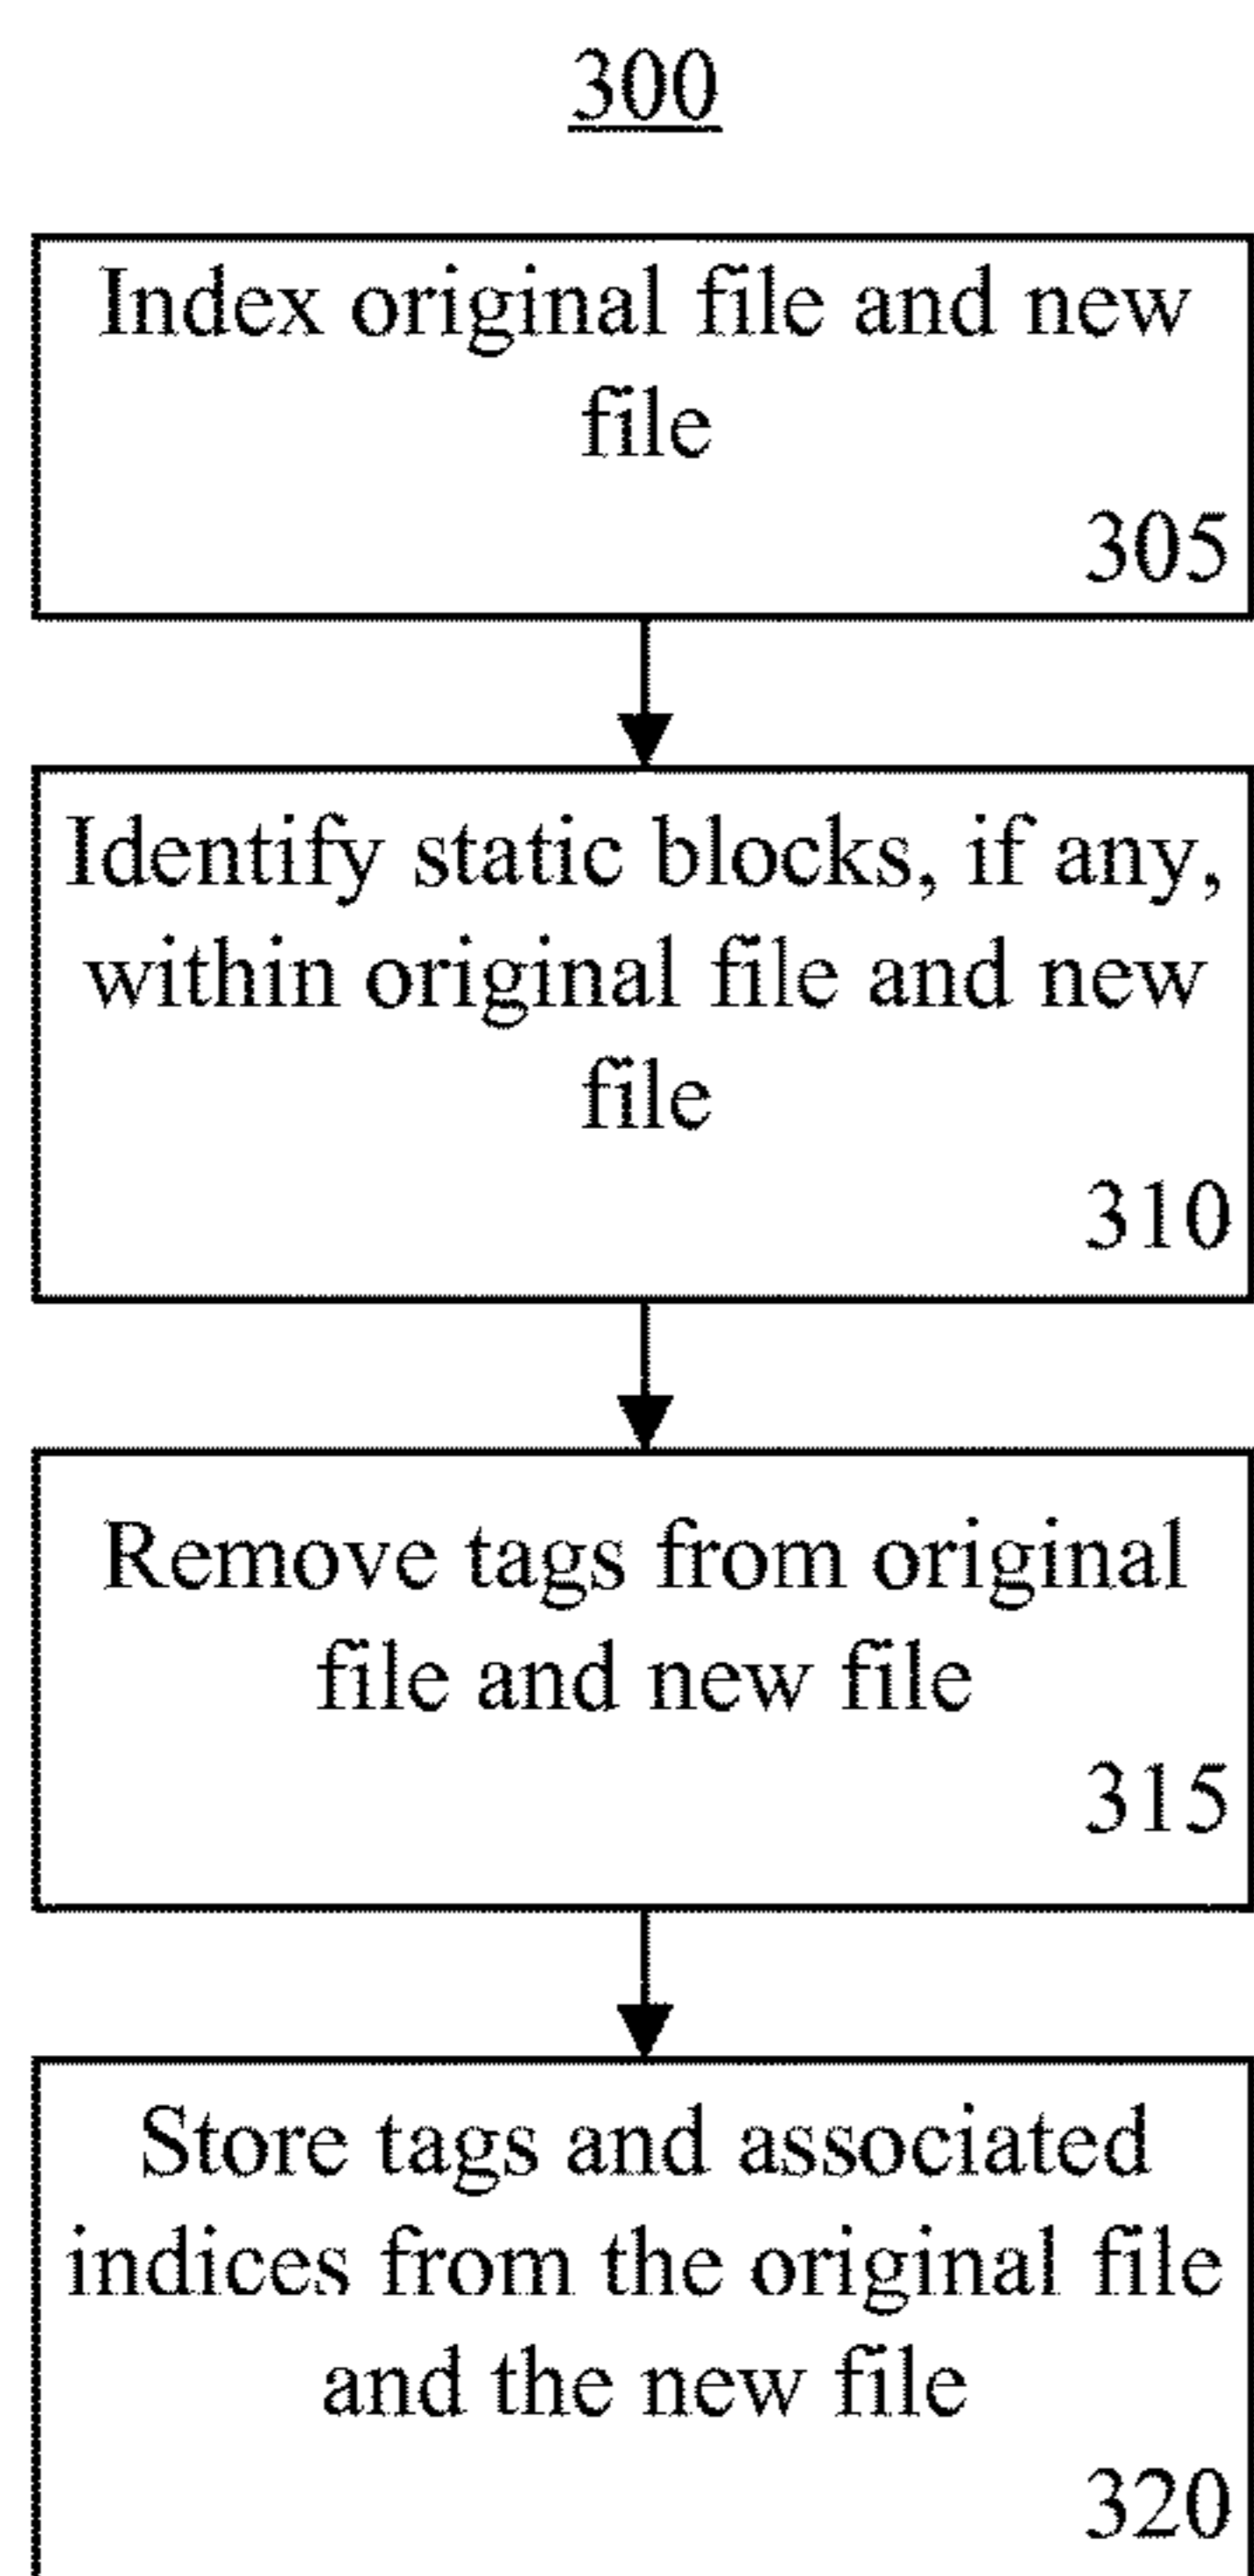 300
Index original file and new
file
305
Identify static blocks, if any,
within original file and new
file
310
Remove tags from original
file and new file
315
Store tags and associated
indices from the original file
and the new file
320